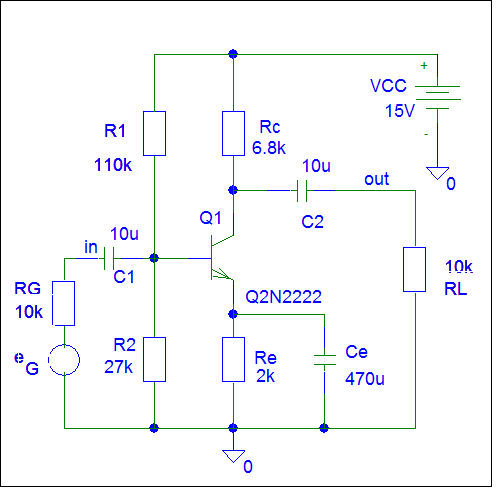 +
VCC
15V
-
0
R1
110k
Rc
6.8k
10u
out
C2
Q1
in
10u
C1
RG
10k
10k
RL
Q2N2222
R2
27k
e G
Re
2k
Ce
470u
0